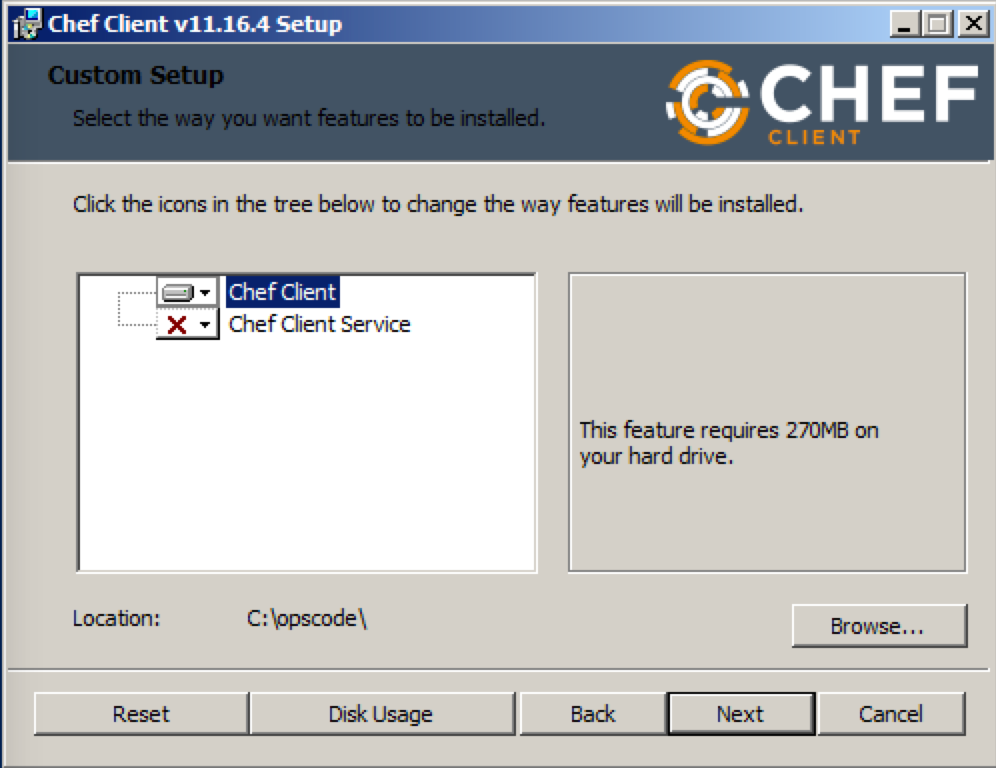 Chef Client v11.16.4 Setup
Custom Setup
Select the way you want features to be installed.
CHEF
CLIENT
Click the icons in the tree below to change the way features will be installed.
Chef Client
Chef Client Service
This feature requires 270MB on
your hard drive.
Location: C:\opscode\
Browse...
Reset Disk Usage Back Next Cancel